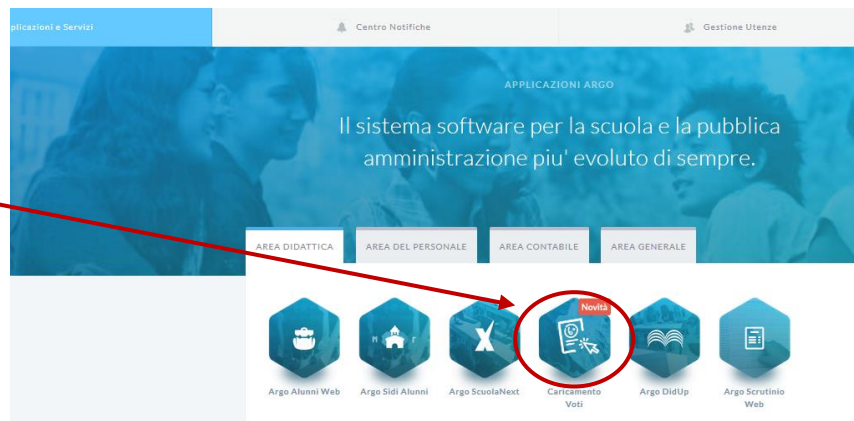 plicazioni e Servizi
Centro Notifiche
Gestione Utenze
APPLICAZIONI ARGO
Il sistema software per la scuola e la pubblica
amministrazione piu' evoluto di sempre.
AREA DIDATTICA
AREA DEL PERSONALE
AREA CONTABILE
AREA GENERALE
Novità
Argo Alunni Web
Argo Sidi Alunni
Argo ScuolaNext
Caricamento
Voti
Argo DidUp
Argo Scrutinio
Web